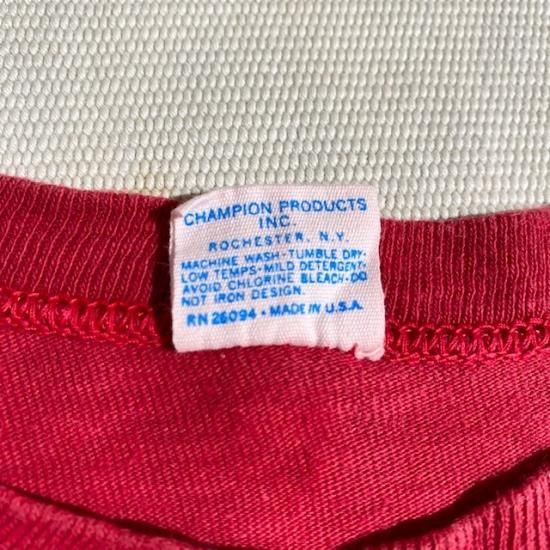 CHAMPION PRODUCTS
INC.
ROCHESTER, N.Y.
MACHINE WASH·TUMBLE DRY·
LOW TEMPS·MILD DETERGENT·
AVOID CHLORINE BLEACH·DO
NOT IRON DESIGN.
RN 26094 • MADE IN U.S.A.